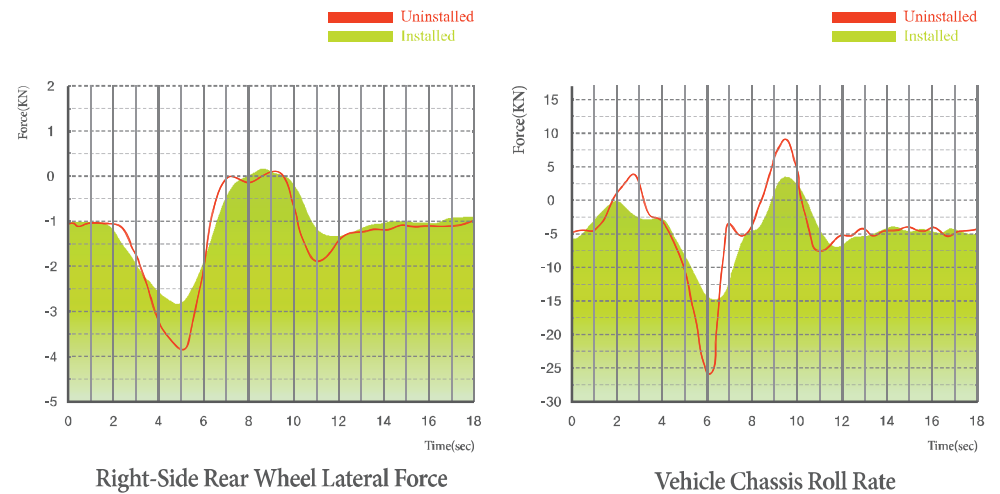 Uninstalled
Installed
Force(KN)
2
1
0
-1
-2
-3
-4
-5
0 2 4 6 8 10 12 14 16 18
Time(sec)
Right-Side Rear Wheel Lateral Force
Uninstalled
Installed
Force(KN)
15
10
5
0
-5
-10
-15
-20
-25
-30
0 2 4 6 8 10 12 14 16 18
Time(sec)
Vehicle Chassis Roll Rate